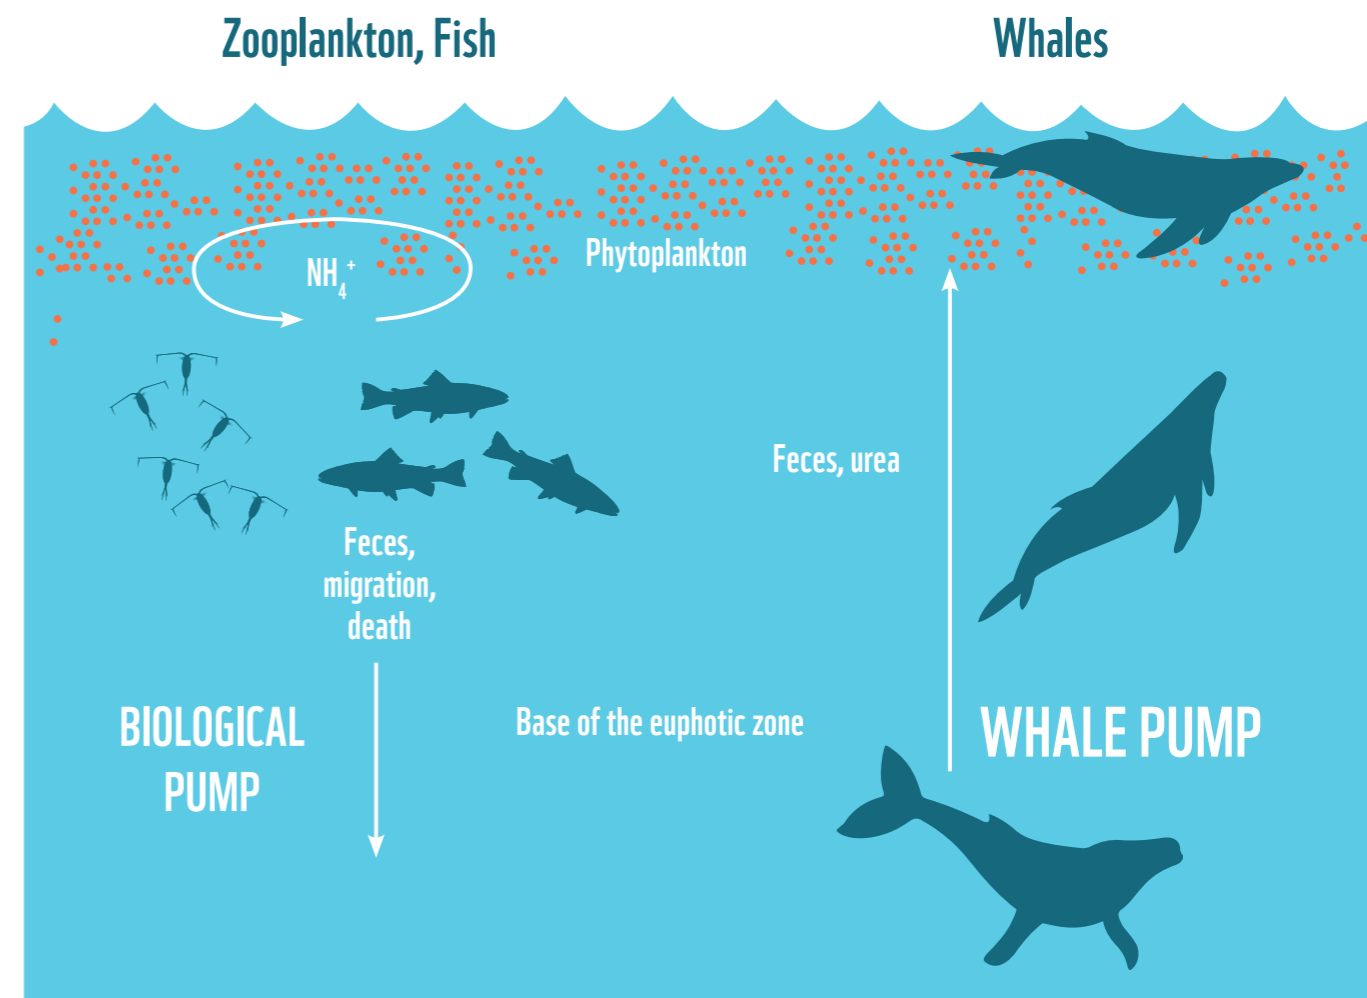 Zooplankton, Fish
Whales
Phytoplankton
NH4+
Feces, urea
Feces,
migration,
death
BIOLOGICAL
PUMP
Base of the euphotic zone
WHALE PUMP